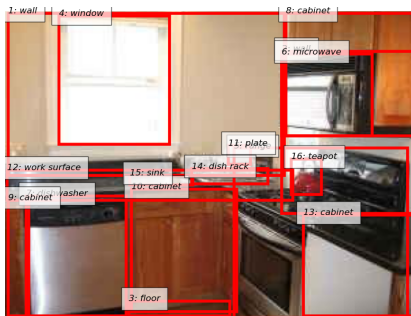 1: wall
4: window
8: cabinet
6: microwave
11: plate
16: teapot
14: dish rack
12: work surface
15: sink
10: cabinet
dishwasher
9: cabinet
13: cabinet
3: floor